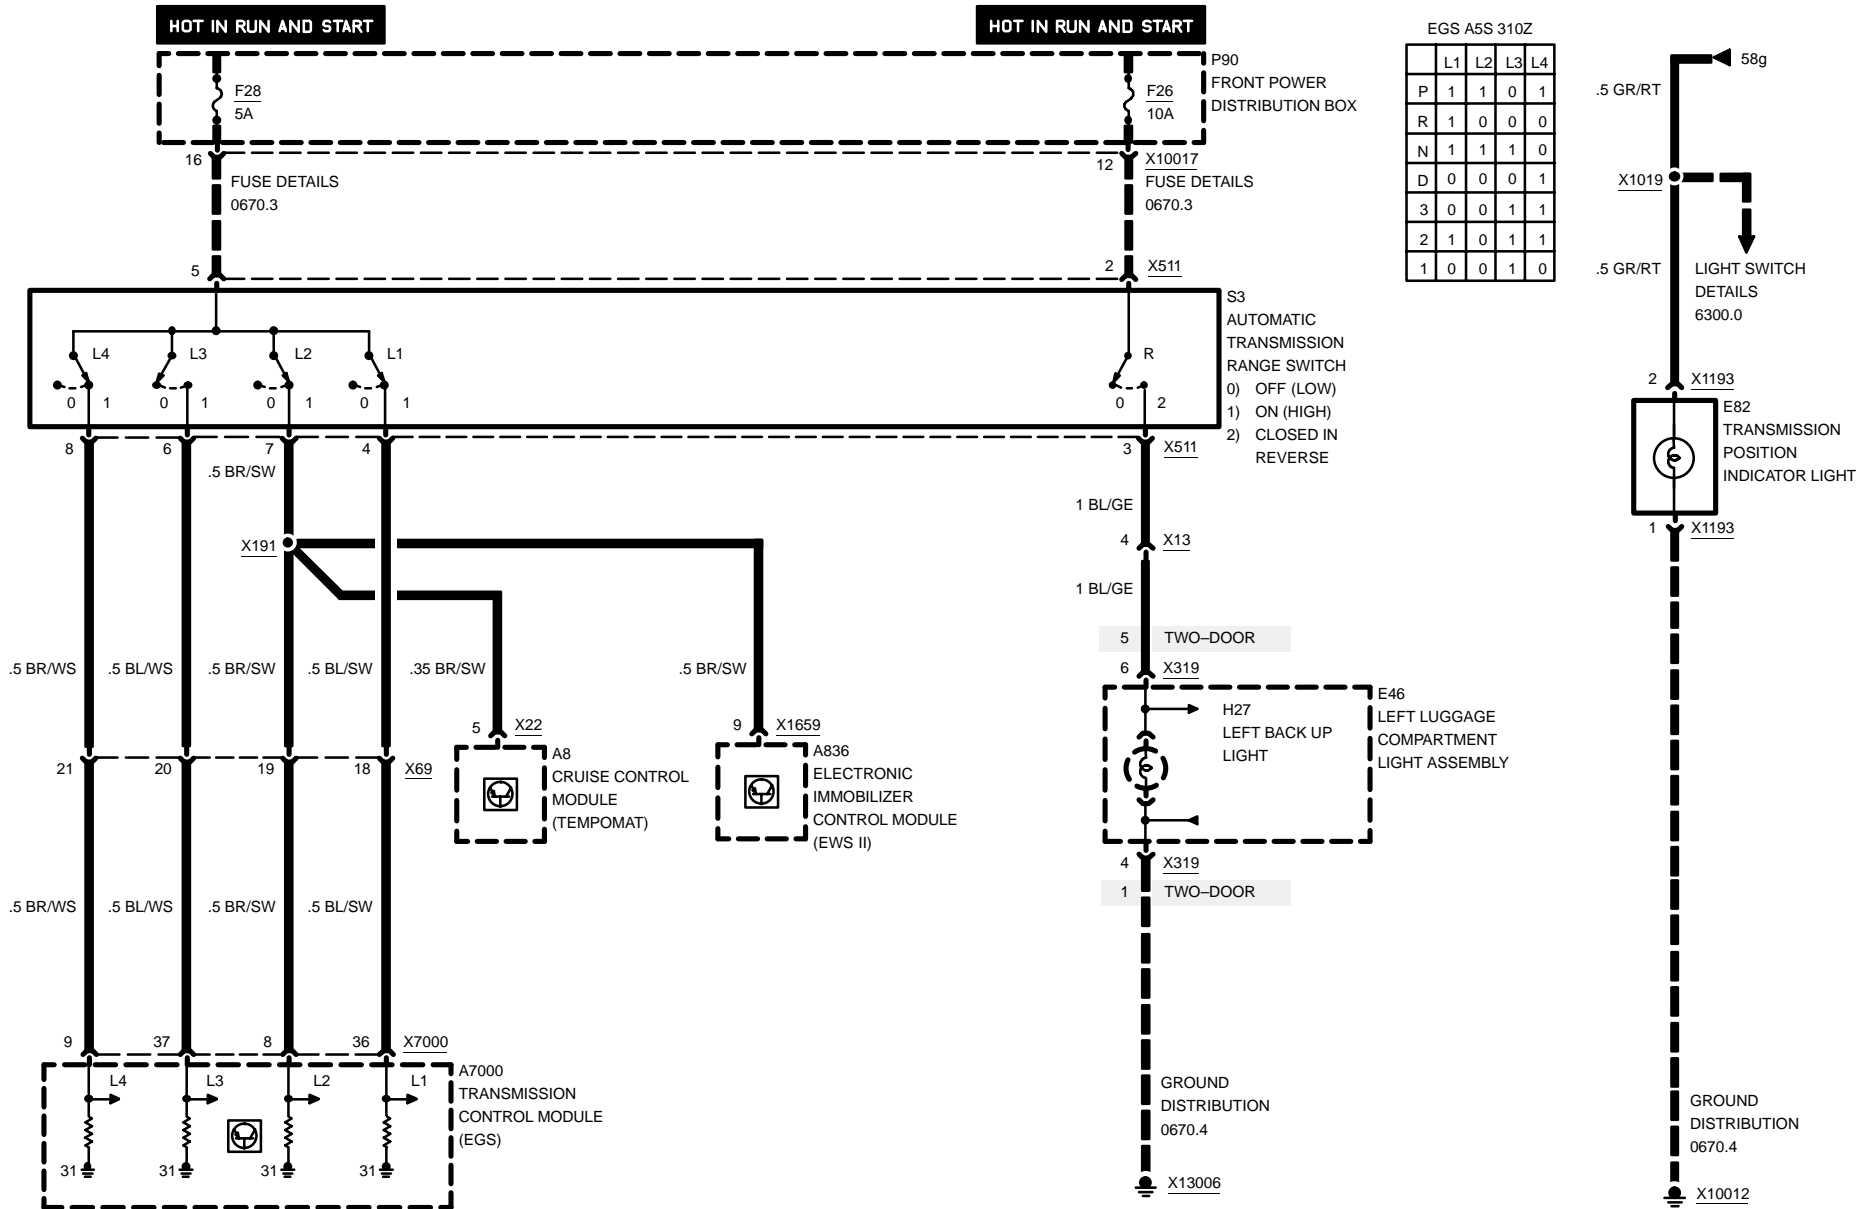 HOT IN RUN AND START
HOT IN RUN AND START
F28
5A
F26
10A
P90
FRONT POWER
DISTRIBUTION BOX
16
FUSE DETAILS
0670.3
12
X10017
FUSE DETAILS
0670.3
5
2
X511
EGS A5S 310Z
L1 L2 L3 L4
P 1 1 0 1
R 1 0 0 0
N 1 1 1 0
D 0 0 0 1
3 0 0 1 1
2 1 0 1 1
1 0 0 1 0
58g
.5 GR/RT
X1019
.5 GR/RT
LIGHT SWITCH
DETAILS
6300.0
L4 L3 L2 L1
0 1 0 1 0 1 0 1
R
0 2
S3
AUTOMATIC
TRANSMISSION
RANGE SWITCH
0) OFF (LOW)
1) ON (HIGH)
2) CLOSED IN
REVERSE
2 X1193
E82
TRANSMISSION
POSITION
INDICATOR LIGHT
1 X1193
8 6 7 4
3 X511
.5 BR/SW
X191
1 BL/GE
4 X13
1 BL/GE
5 TWO–DOOR
6 X319
.5 BR/WS .5 BL/WS .5 BR/SW .5 BL/SW .35 BR/SW .5 BR/SW
5 X22
A8
CRUISE CONTROL
MODULE
(TEMPOMAT)
9 X1659
A836
ELECTRONIC
IMMOBILIZER
CONTROL MODULE
(EWS II)
H27
LEFT BACK UP
LIGHT
E46
LEFT LUGGAGE
COMPARTMENT
LIGHT ASSEMBLY
21 20 19 18 X69
4 X319
1 TWO–DOOR
.5 BR/WS .5 BL/WS .5 BR/SW .5 BL/SW
9 37 8 36 X7000
L4 L3 L2 L1
31 31 31 31
A7000
TRANSMISSION
CONTROL MODULE
(EGS)
GROUND
DISTRIBUTION
0670.4
X13006
GROUND
DISTRIBUTION
0670.4
X10012